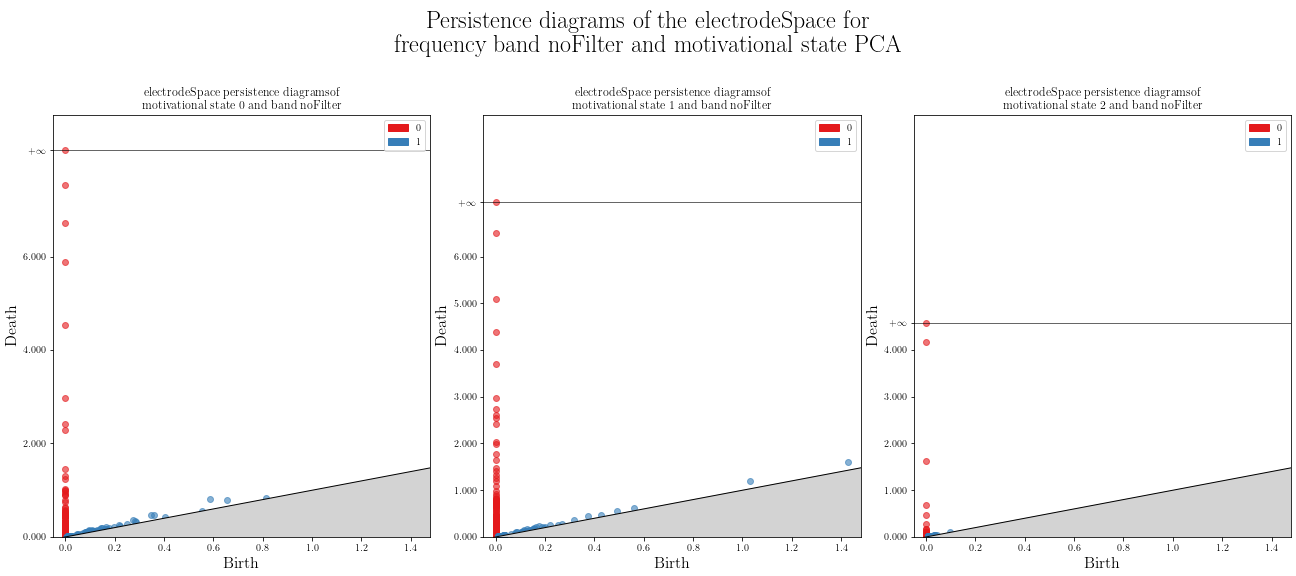 Persistence diagrams of the electrodeSpace for
frequency band noFilter and motivational state PCA
electrodeSpace persistence diagramsof
motivational state 0 and band noFilter
0
1
+∞
6.000
4.000
2.000
0.000
Death
0.0 0.2 0.4 0.6 0.8 1.0 1.2 1.4
Birth
electrodeSpace persistence diagramsof
motivational state 1 and band noFilter
0
1
+∞
6.000
5.000
4.000
3.000
2.000
1.000
0.000
Death
0.0 0.2 0.4 0.6 0.8 1.0 1.2 1.4
Birth
electrodeSpace persistence diagramsof
motivational state 2 and band noFilter
0
1
+∞
4.000
3.000
2.000
1.000
0.000
Death
0.0 0.2 0.4 0.6 0.8 1.0 1.2 1.4
Birth